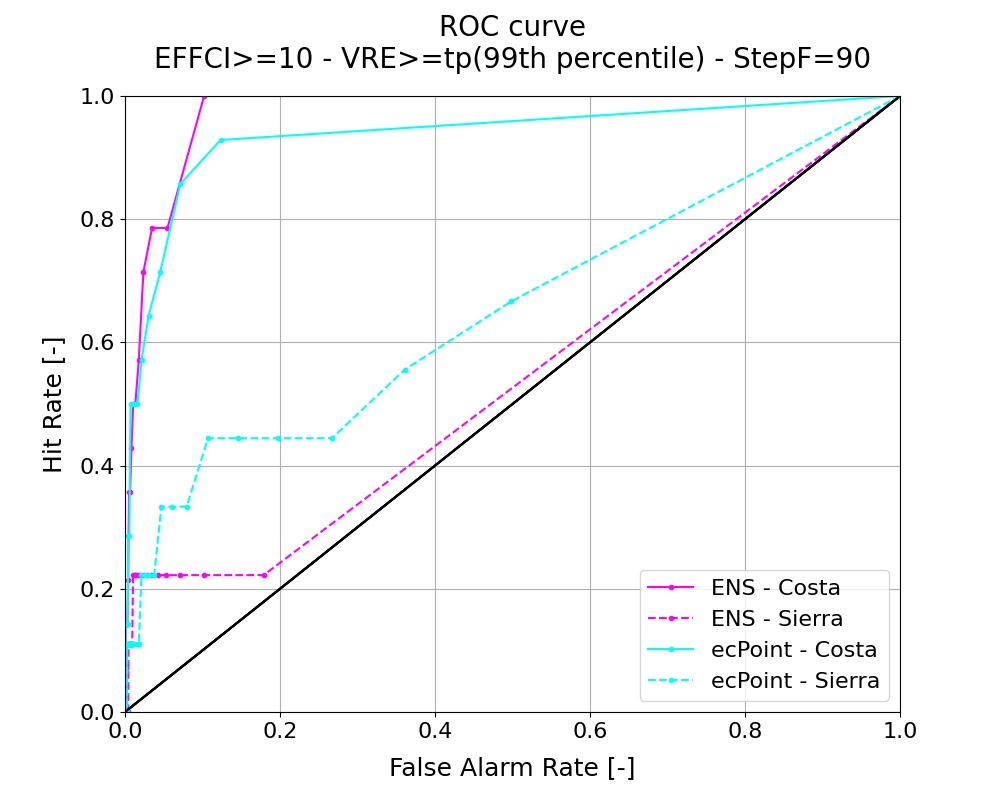 ROC curve
EFFCI>=10 - VRE>=tp(99th percentile) - StepF=90
1.0
0.8
0.6
0.4
0.2
0.0
Hit Rate [-]
ENS - Costa
ENS - Sierra
ecPoint - Costa
ecPoint - Sierra
0.0 0.2 0.4 0.6 0.8 1.0
False Alarm Rate [-]